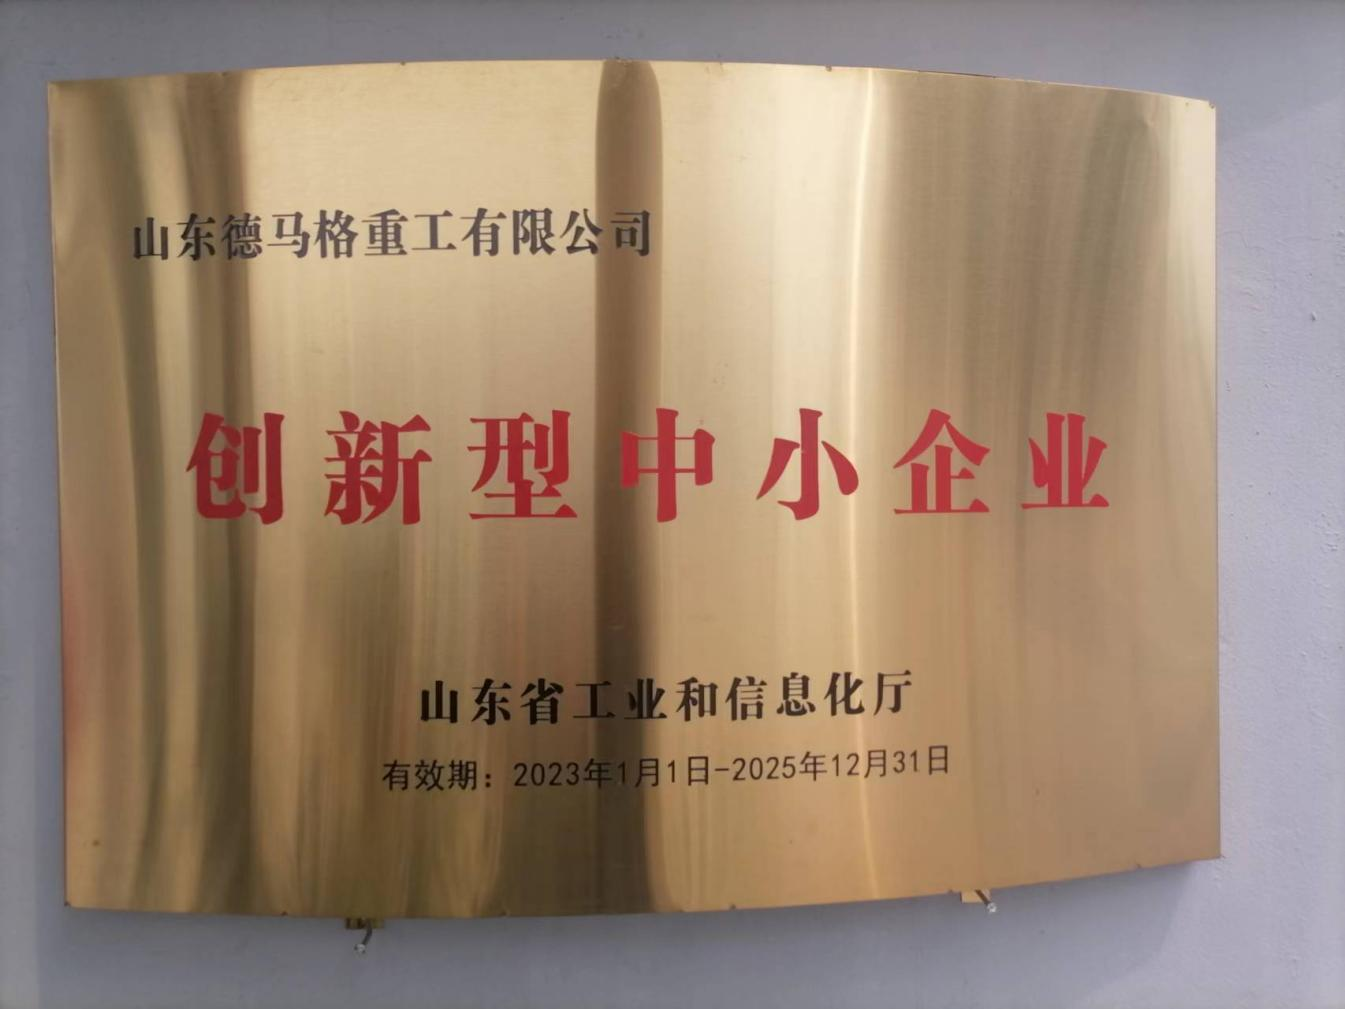 山东德马格重工有限公司
创新型中小企业
山东省工业和信息化厅
有效期：2023年1月1日-2025年12月31日